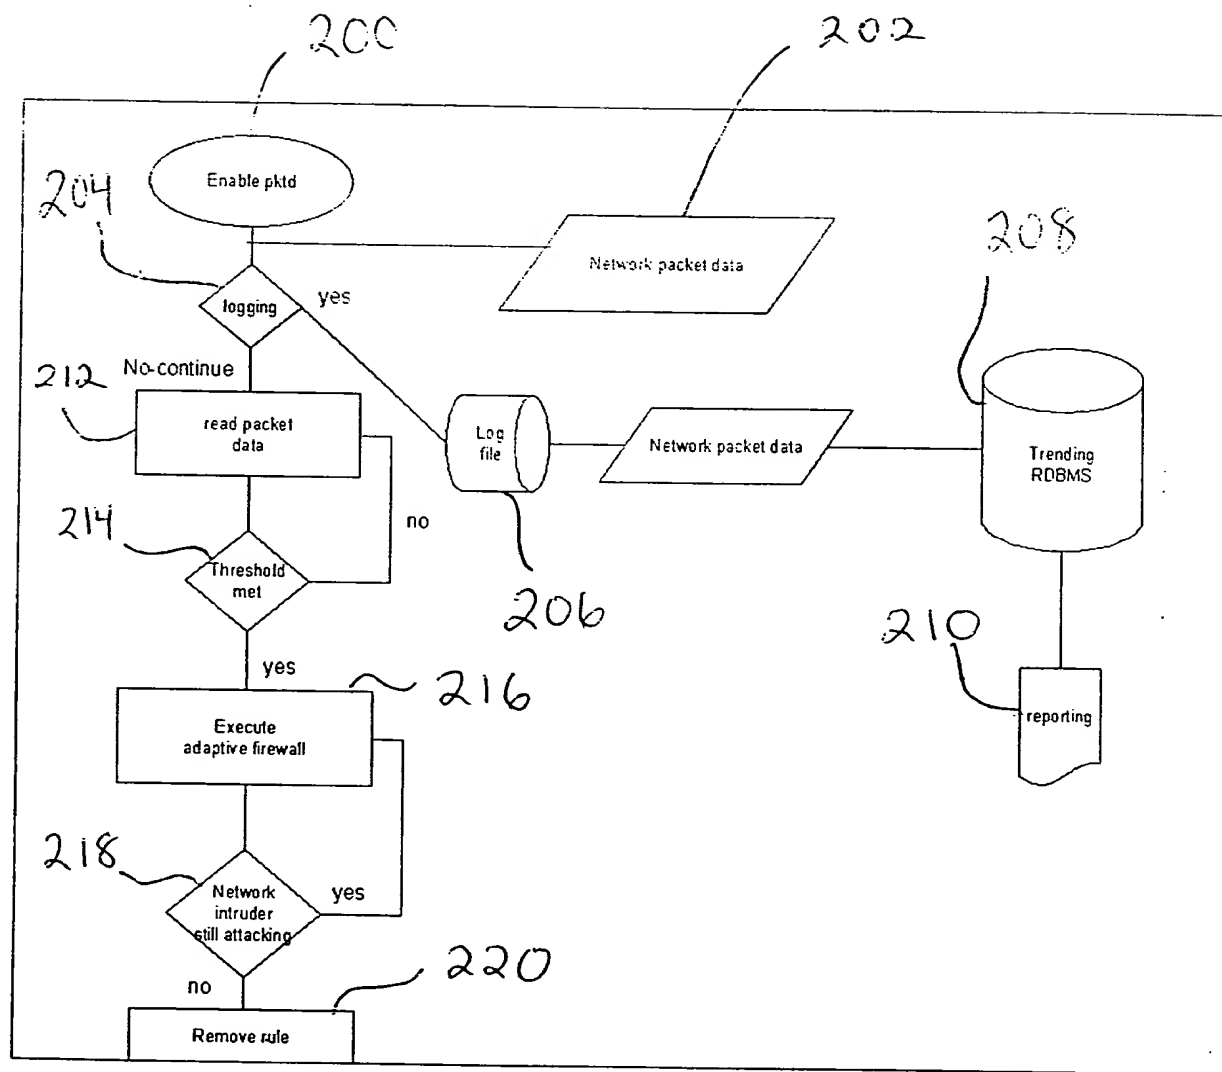 200
202
Enable pktd
204
Network packet data
208
logging
yes
No-continue
212
read packet
data
Log
file
Network packet data
Trending
RDBMS
no
214
Threshold
met
206
210
yes
216
reporting
Execute
adaptive firewall
218
Network
intruder
still attacking
yes
220
no
Remove rule